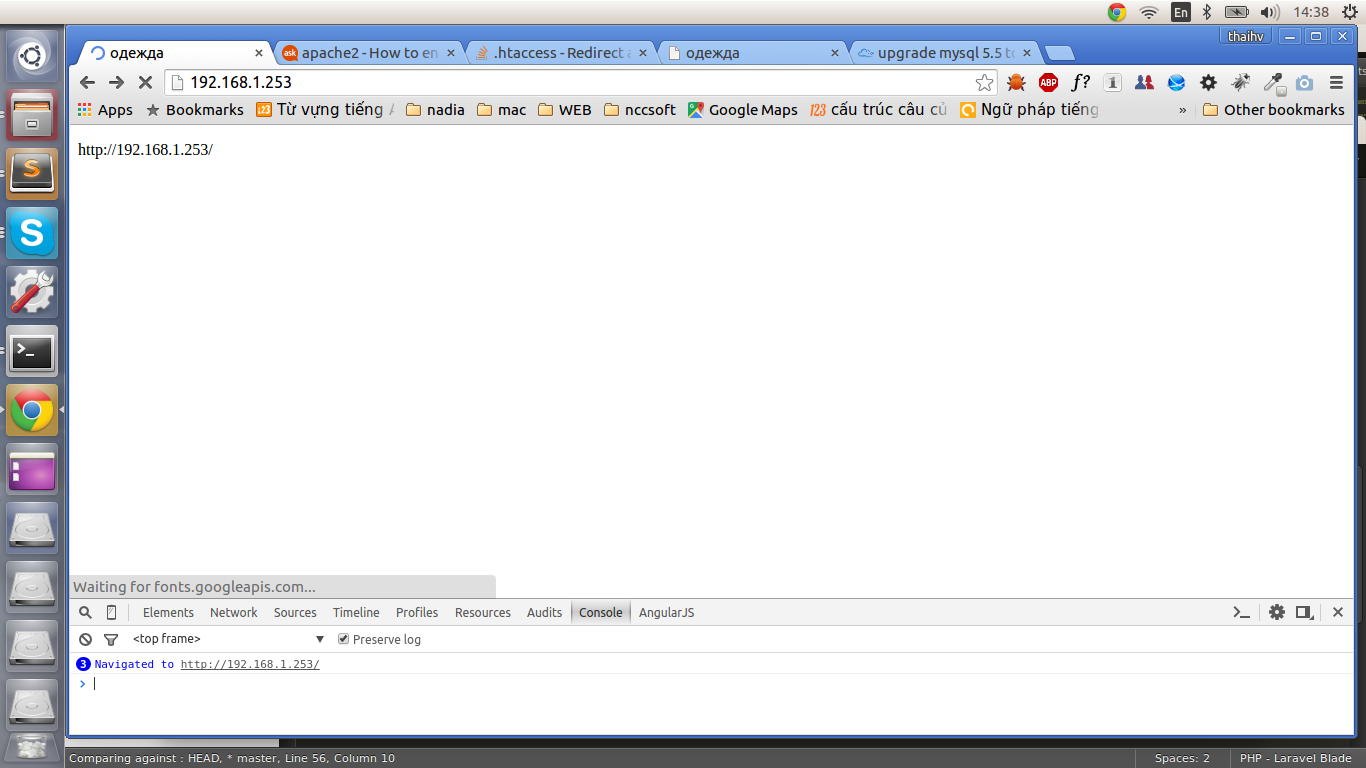 En 14:38
thaihv
одежда apache2 - How to en .htaccess - Redirect a одежда upgrade mysql 5.5 to
192.168.1.253 ABP ƒ?
Apps Bookmarks 123 Từ vựng tiếng A nadia mac WEB nccsoft Google Maps 123 cấu trúc câu củ Ngữ pháp tiếng » Other bookmarks
http://192.168.1.253/
Waiting for fonts.googleapis.com...
Elements Network Sources Timeline Profiles Resources Audits Console AngularJS
<top frame> Preserve log
3 Navigated to http://192.168.1.253/
>
Comparing against : HEAD, * master, Line 56, Column 10 Spaces: 2 PHP - Laravel Blade